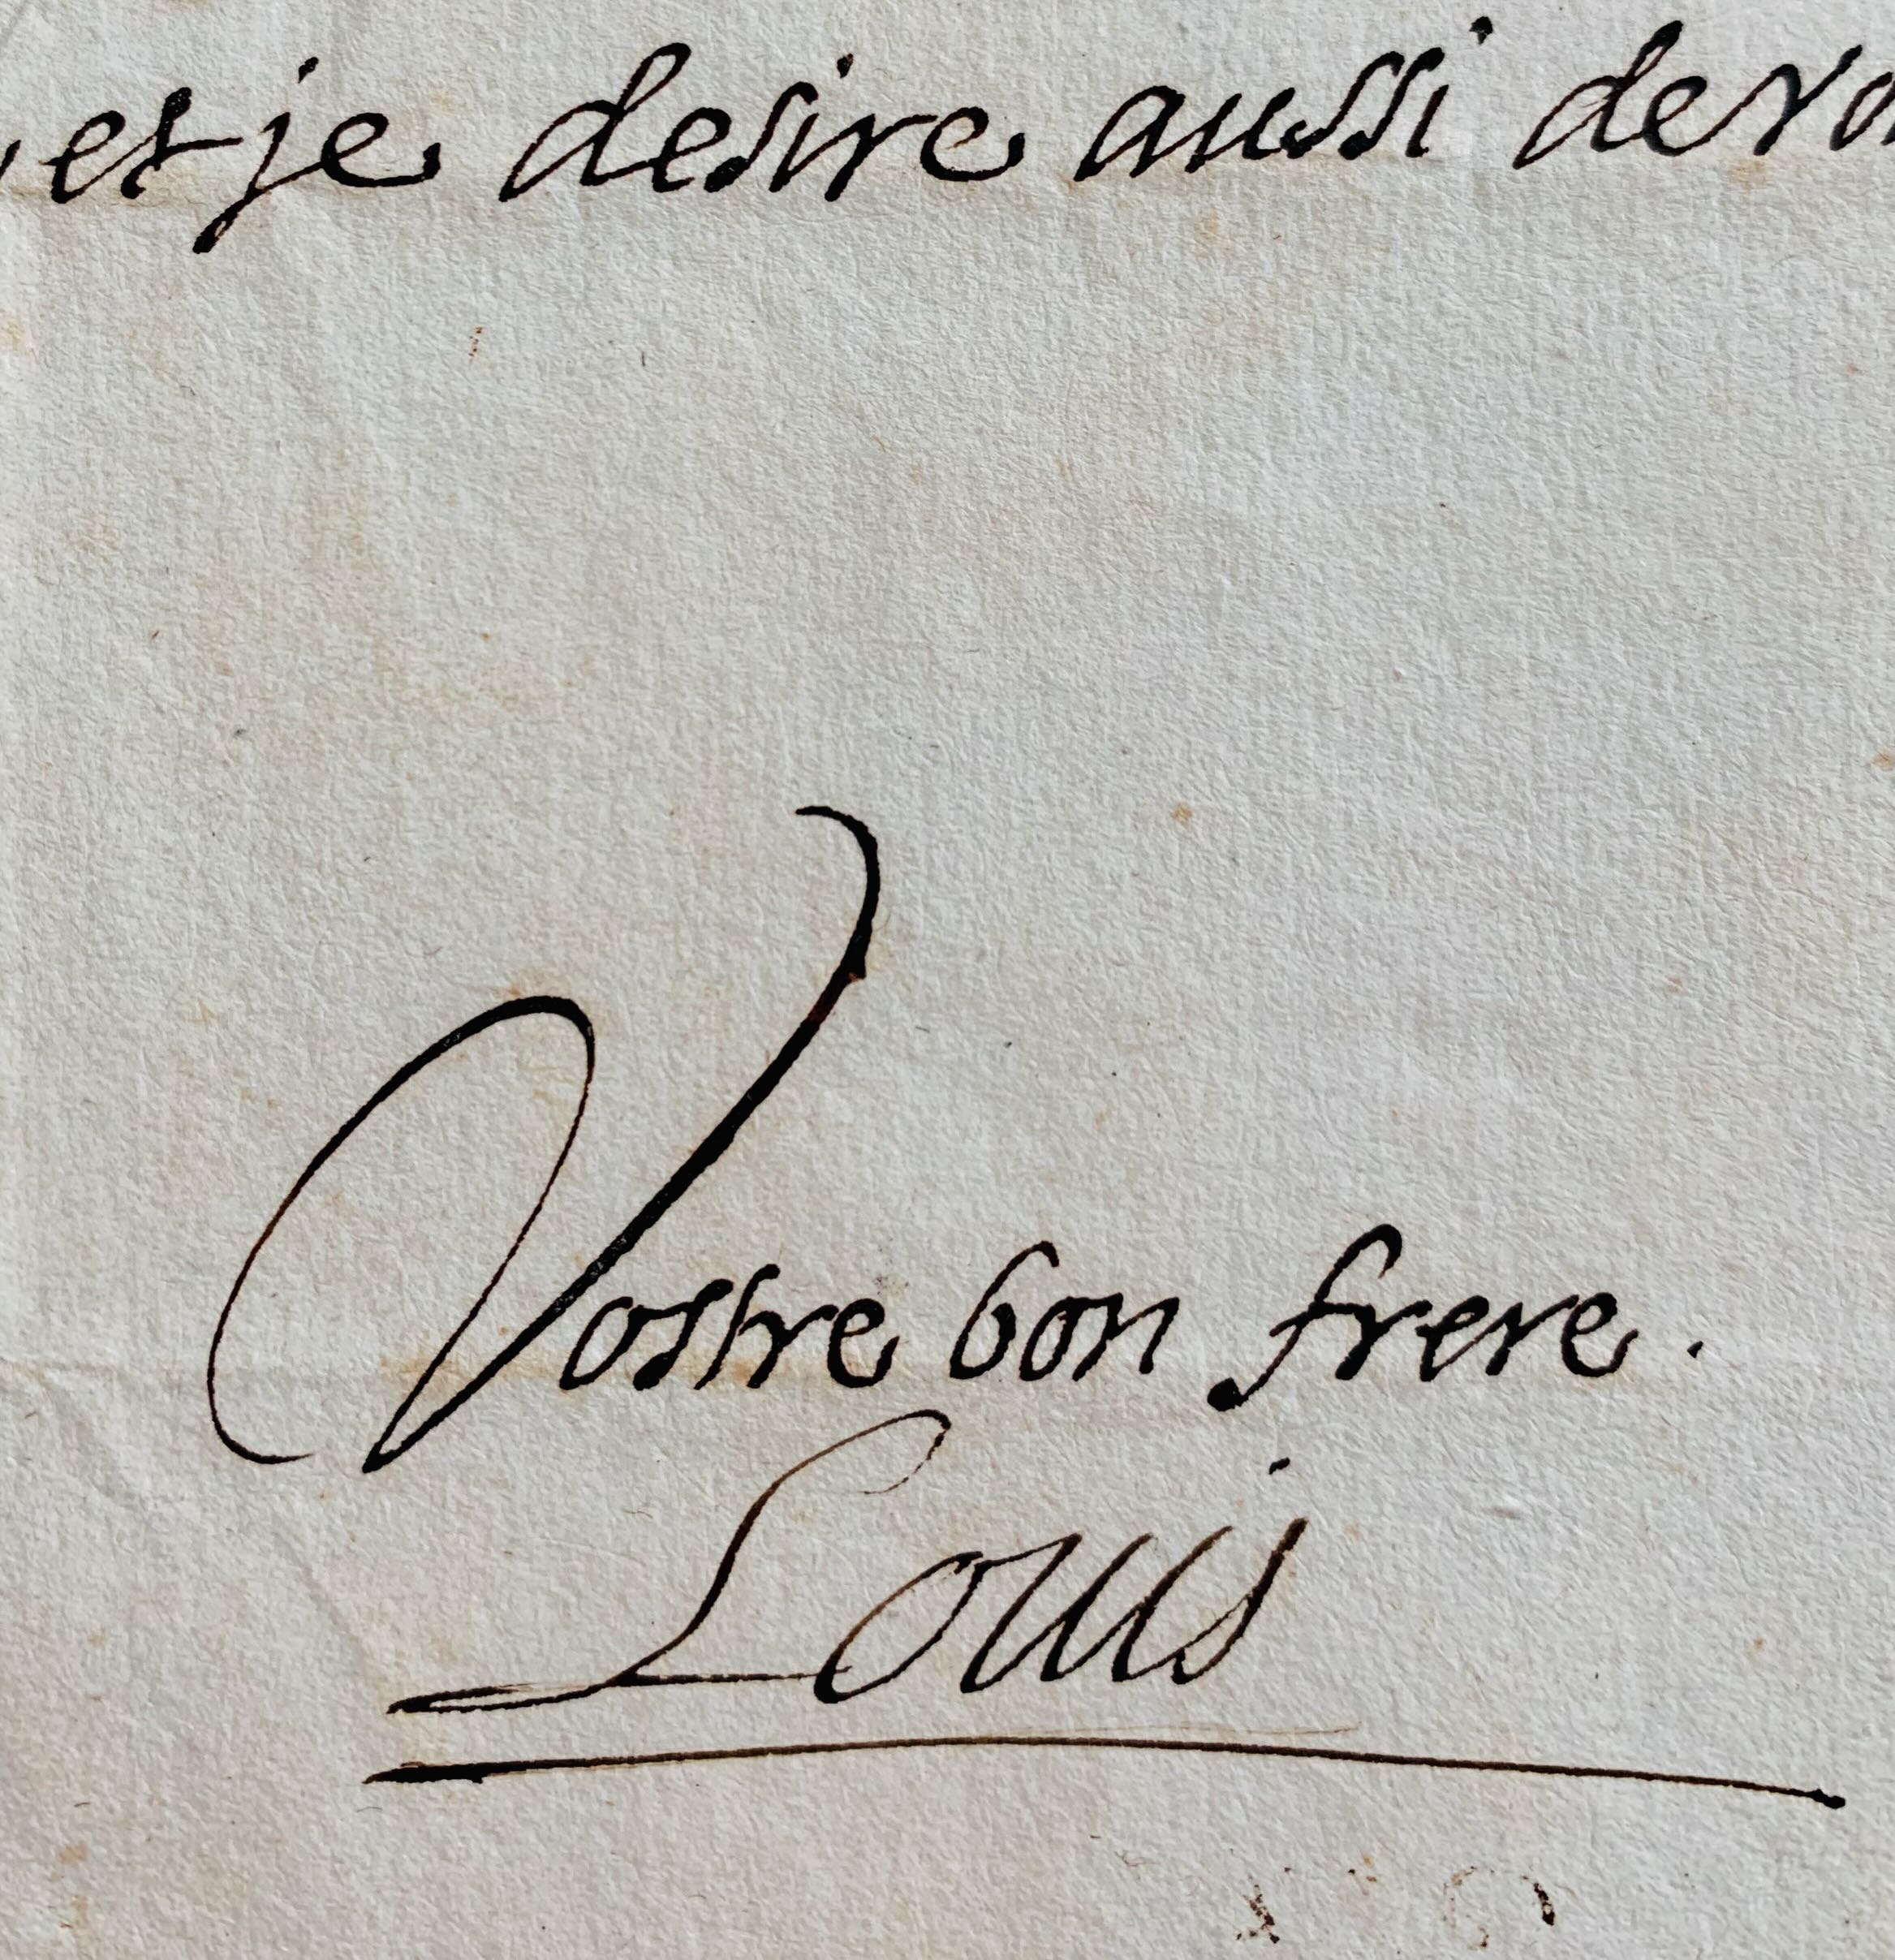 et je desire aussi de vo
Vostre bon frere.
Louis